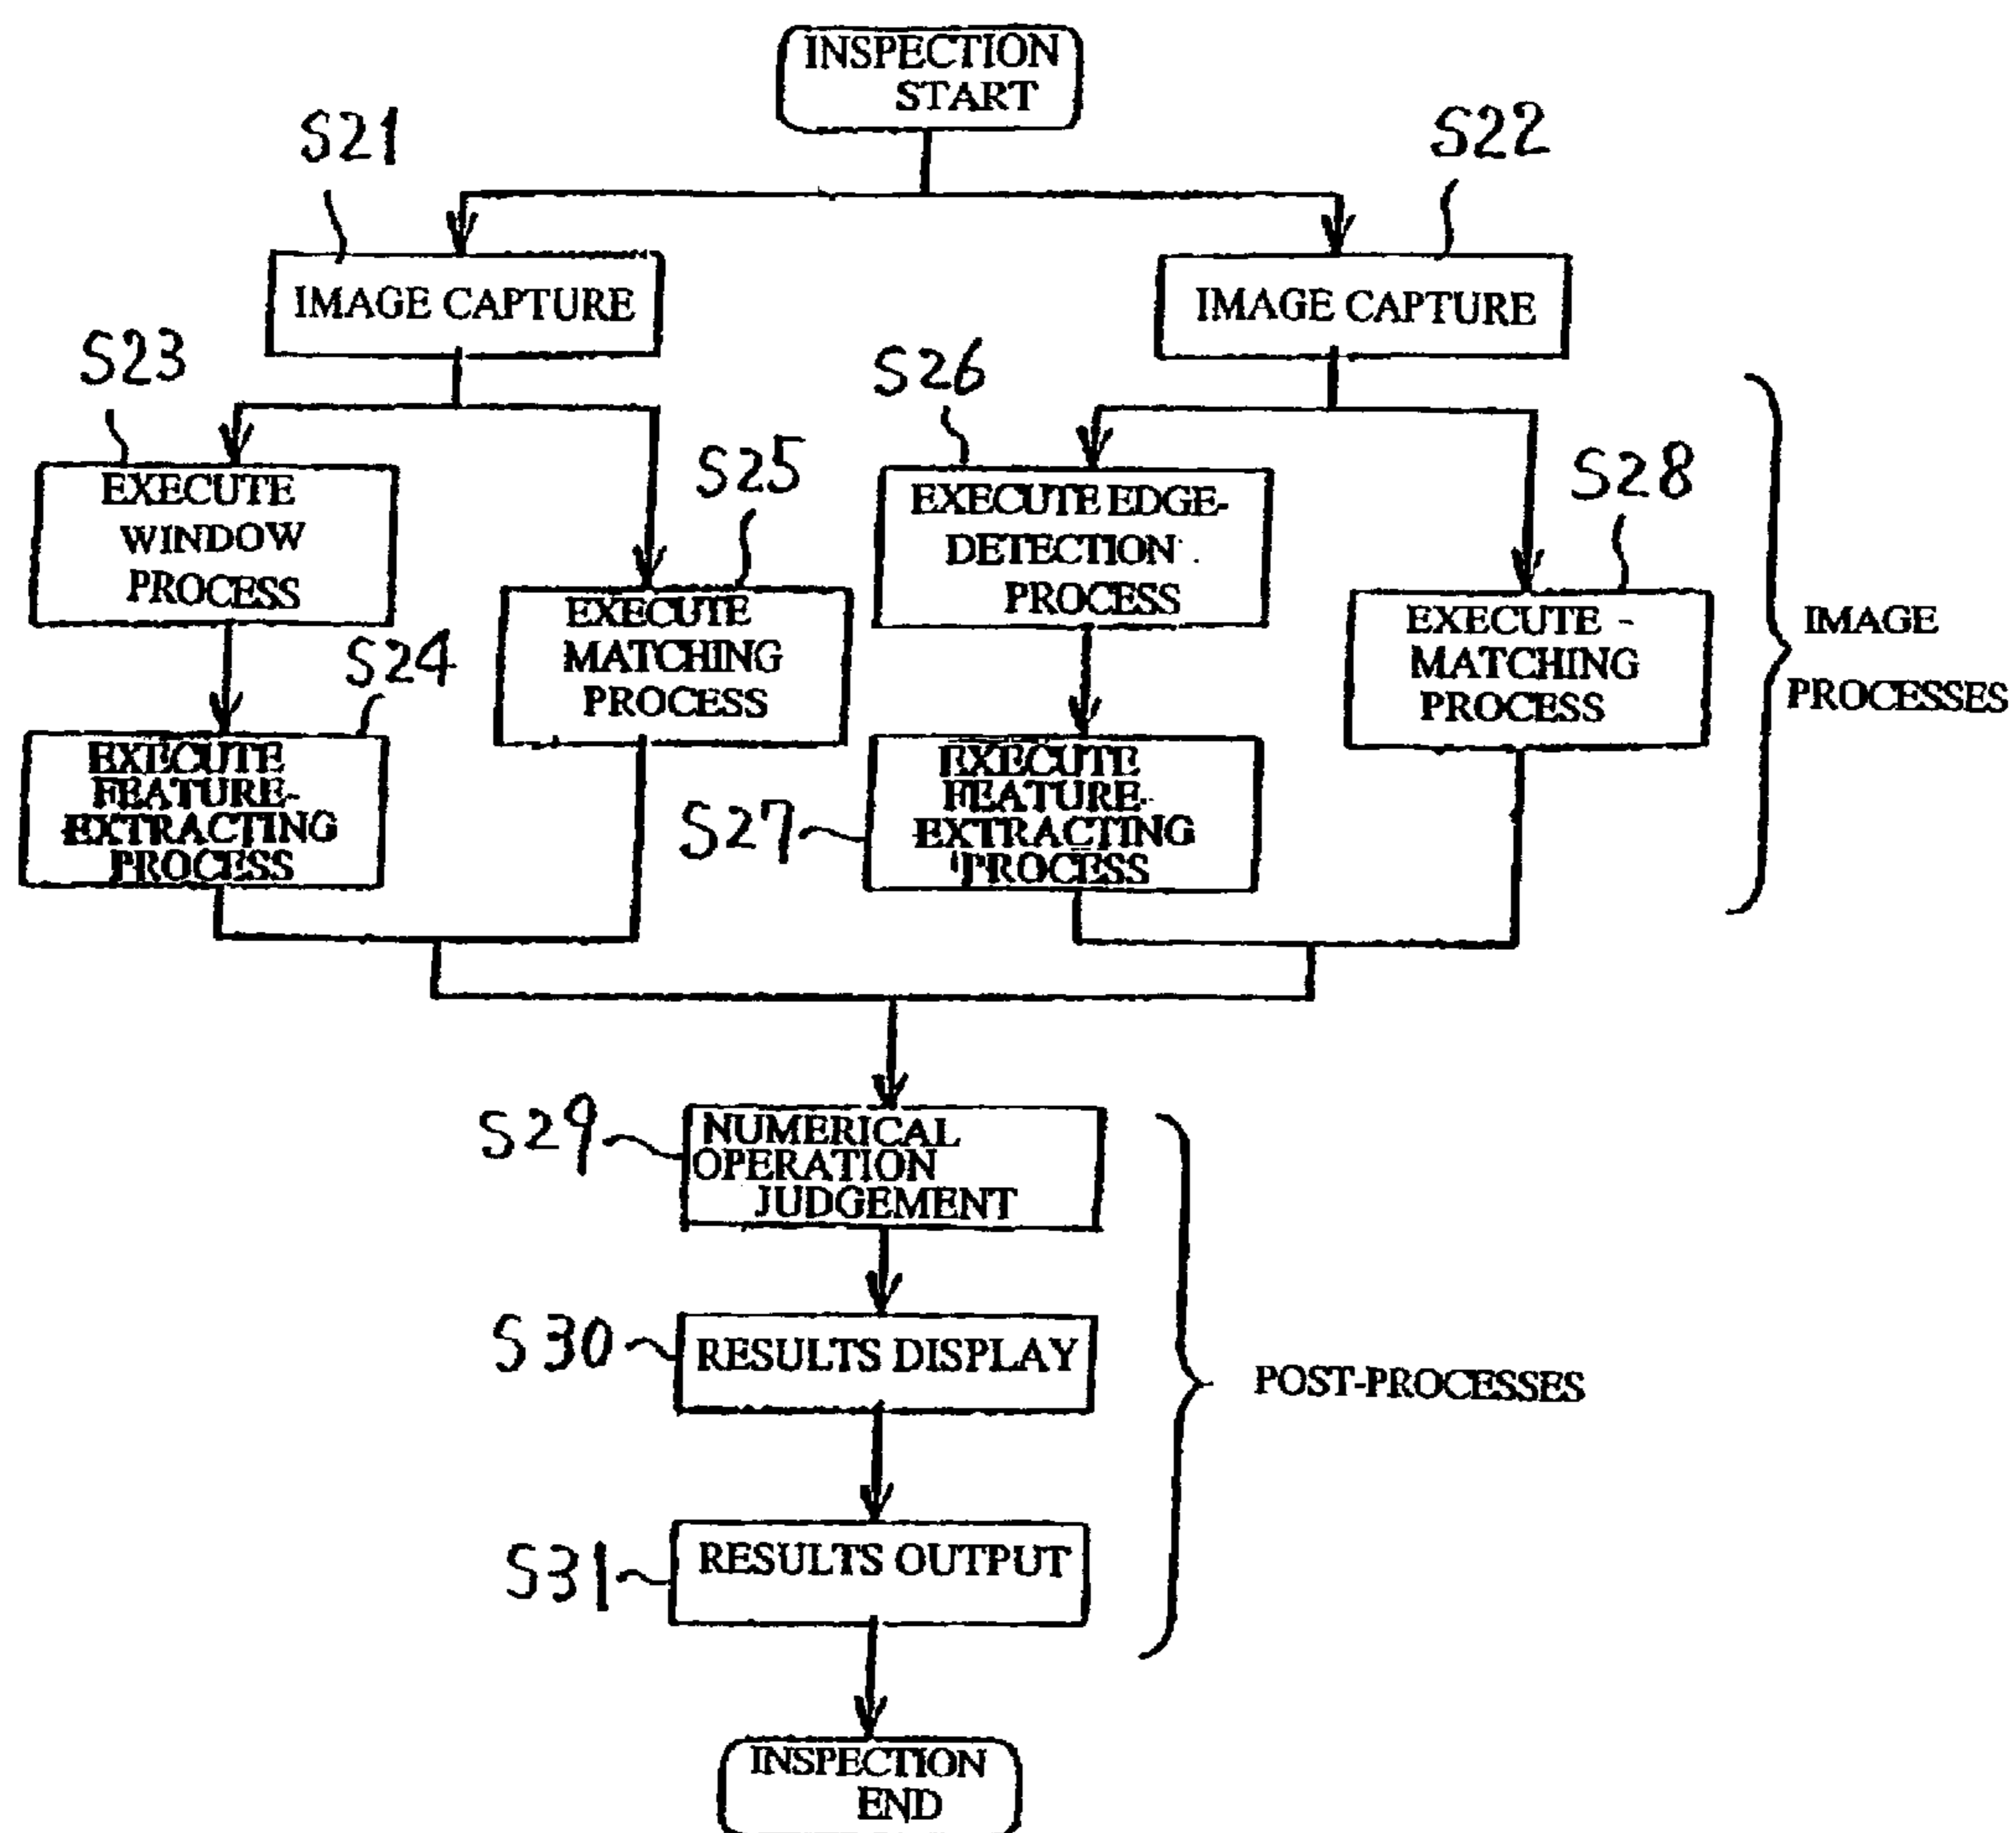 INSPECTION
START
S21
S22
IMAGE CAPTURE
IMAGE CAPTURE
S23
S26
EXECUTE
WINDOW
PROCESS
S25
EXECUTE EDGE-
DETECTION
PROCESS
S28
EXECUTE
MATCHING
PROCESS
EXECUTE -
MATCHING
PROCESS
IMAGE
PROCESSES
S24
EXECUTE
FEATURE-
EXTRACTING
PROCESS
S27
EXECUTE
FEATURE-
EXTRACTING
PROCESS
S29
NUMERICAL
OPERATION
JUDGEMENT
S30
RESULTS DISPLAY
POST-PROCESSES
S31
RESULTS OUTPUT
INSPECTION
END